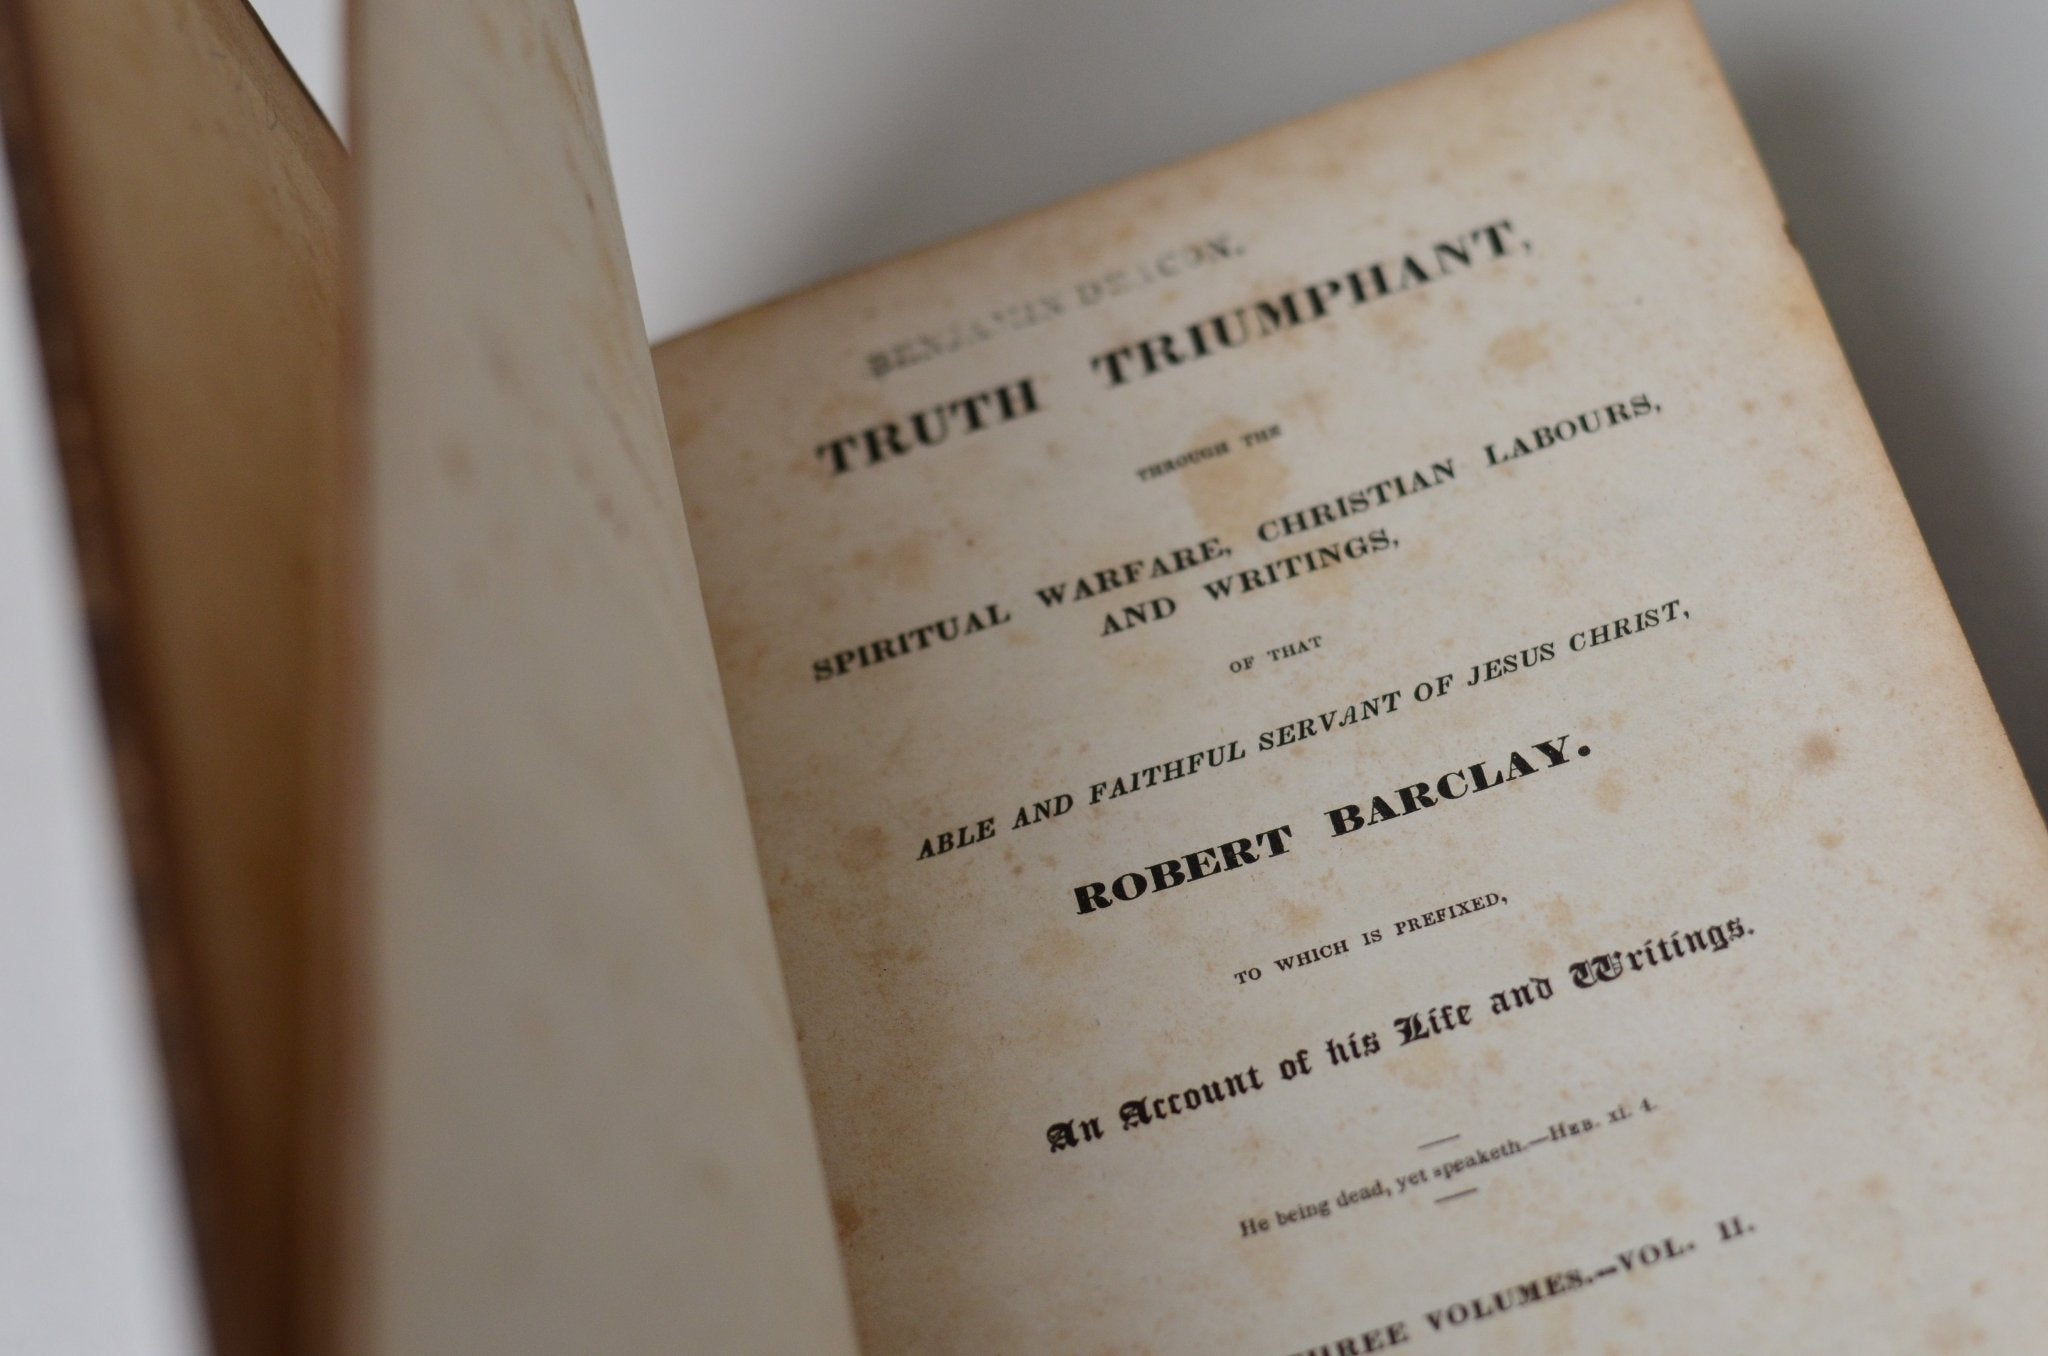 BENJAMIN DEACON.
TRUTH TRIUMPHANT,
THROUGH THE
SPIRITUAL WARFARE, CHRISTIAN LABOURS,
AND WRITINGS,
OF THAT
ABLE AND FAITHFUL SERVANT OF JESUS CHRIST,
ROBERT BARCLAY.
TO WHICH IS PREFIXED,
An Account of his Life and Writings.
He being dead, yet speaketh.—HEB. xi. 4.
THREE VOLUMES.—VOL. II.